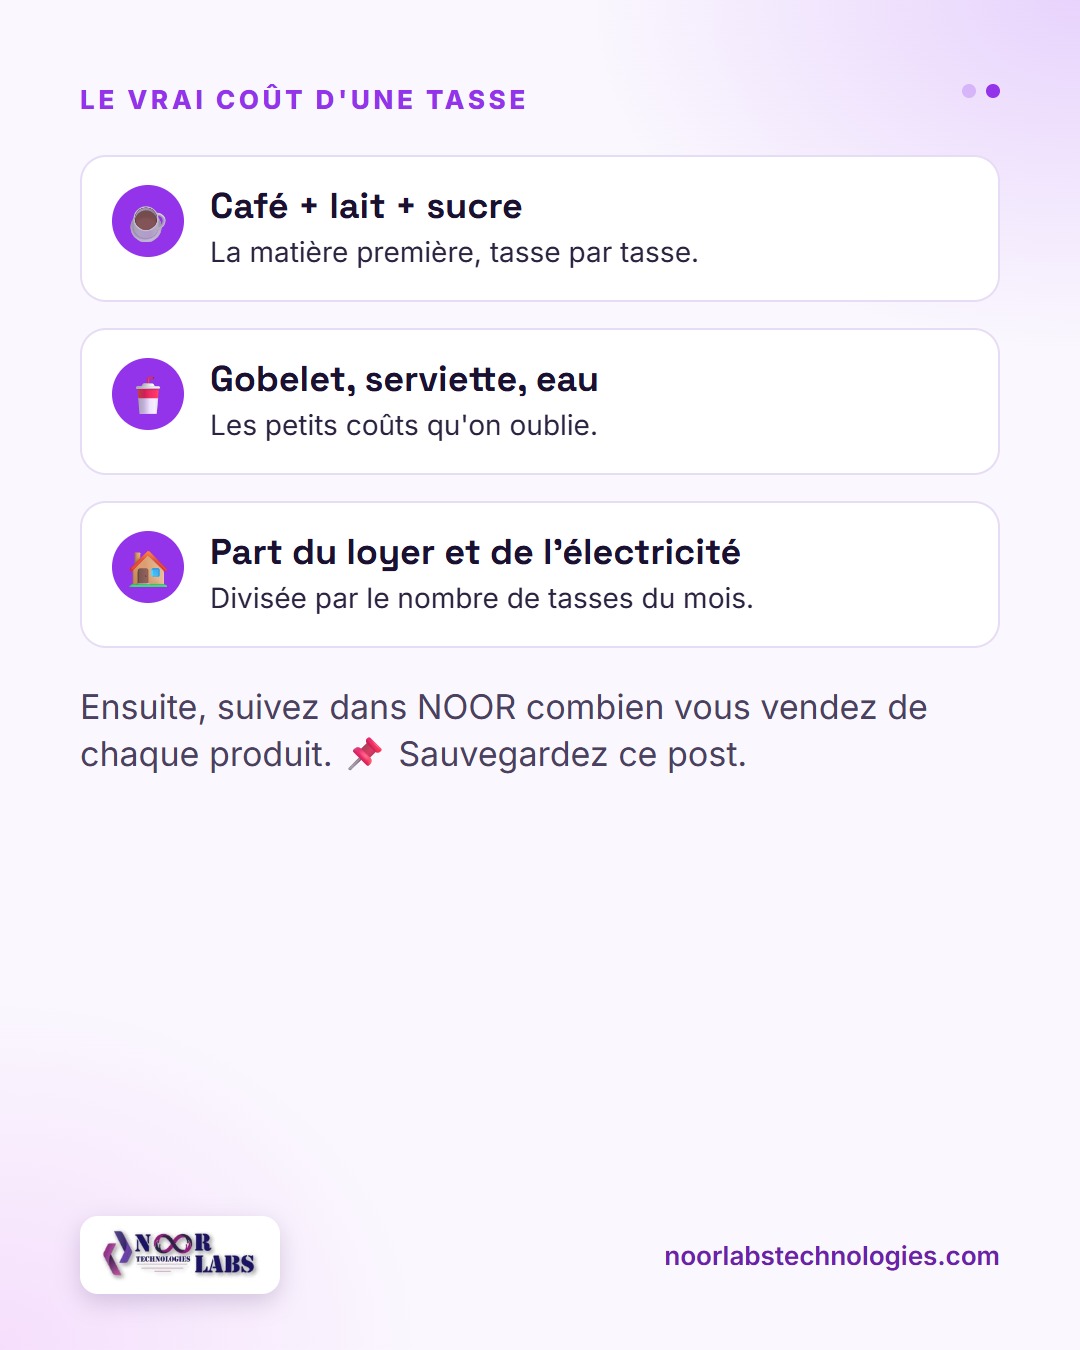 LE VRAI COÛT D'UNE TASSE
Café + lait + sucre
La matière première, tasse par tasse.
Gobelet, serviette, eau
Les petits coûts qu'on oublie.
Part du loyer et de l’électricité
Divisée par le nombre de tasses du mois.
Ensuite, suivez dans NOOR combien vous vendez de
chaque produit. 📌 Sauvegardez ce post.
NOOR
TECHNOLOGIES LABS
noorlabstechnologies.com